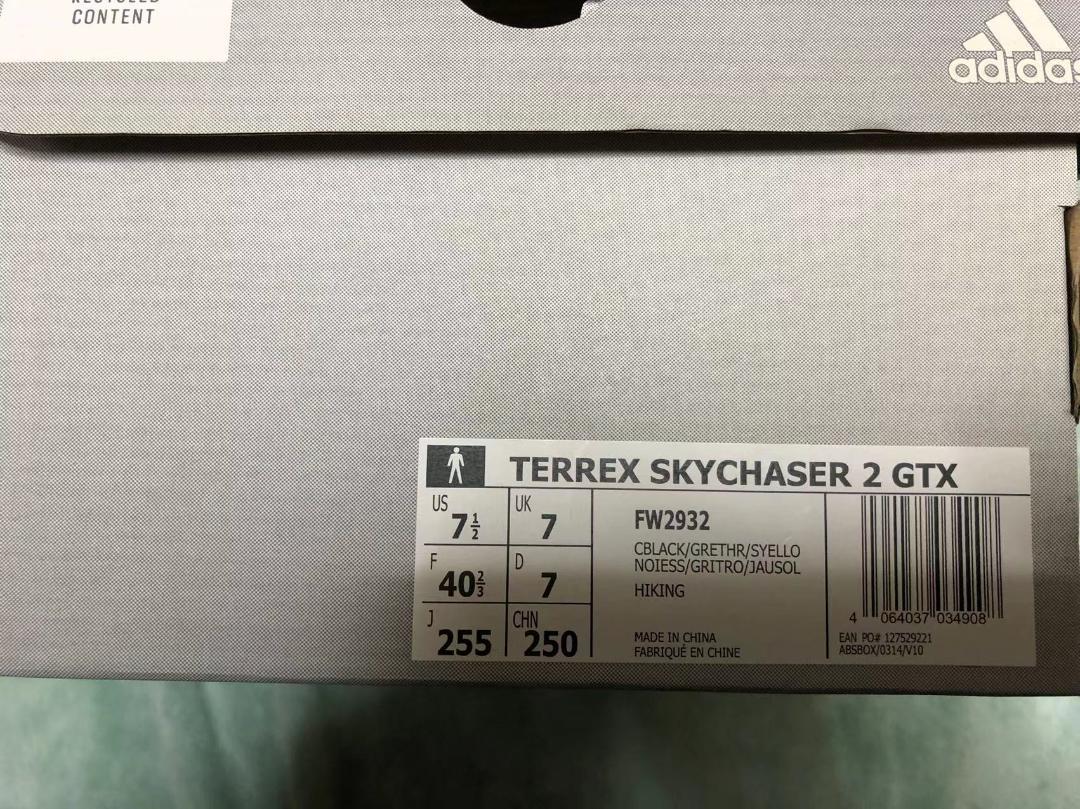 RECYCLED
CONTENT
adidas
TERREX SKYCHASER 2 GTX
US 7½
UK 7
F 40⅔
D 7
J 255
CHN 250
FW2932
CBLACK/GRETHR/SYELLO
NOIESS/GRITRO/JAUSOL
HIKING
MADE IN CHINA
FABRIQUÉ EN CHINE
4 064037 034908
EAN PO# 127529221
ABSBOX/0314/V10